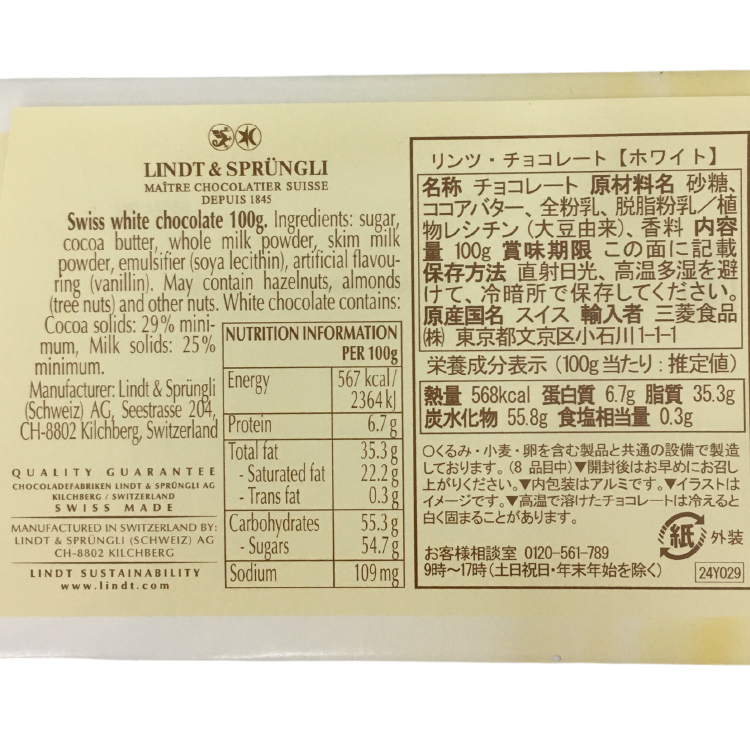 LINDT & SPRÜNGLI
MAÎTRE CHOCOLATIER SUISSE
DEPUIS 1845
Swiss white chocolate 100g. Ingredients: sugar,
cocoa butter, whole milk powder, skim milk
powder, emulsifier (soya lecithin), artificial flavou-
ring (vanillin). May contain hazelnuts, almonds
(tree nuts) and other nuts. White chocolate contains:
Cocoa solids: 29% mini-
mum, Milk solids: 25%
minimum.
Manufacturer: Lindt & Sprüngli
(Schweiz) AG, Seestrasse 204,
CH-8802 Kilchberg, Switzerland
QUALITY GUARANTEE
CHOCOLADEFABRIKEN LINDT & SPRÜNGLI AG
KILCHBERG / SWITZERLAND
SWISS MADE
MANUFACTURED IN SWITZERLAND BY:
LINDT & SPRÜNGLI (SCHWEIZ) AG
CH-8802 KILCHBERG
LINDT SUSTAINABILITY
www.lindt.com
NUTRITION INFORMATION
PER 100g
Energy 567 kcal/
2364 kJ
Protein 6.7 g
Total fat 35.3 g
- Saturated fat 22.2 g
- Trans fat 0.3 g
Carbohydrates 55.3 g
- Sugars 54.7 g
Sodium 109 mg
リンツ・チョコレート【ホワイト】
名称 チョコレート 原材料名 砂糖、
ココアバター、全粉乳、脱脂粉乳／植
物レシチン（大豆由来）、香料 内容
量 100g 賞味期限 この面に記載
保存方法 直射日光、高温多湿を避
けて、冷暗所で保存してください。
原産国名 スイス 輸入者 三菱食品
㈱ 東京都文京区小石川1-1-1
栄養成分表示（100g当たり：推定値）
熱量 568kcal 蛋白質 6.7g 脂質 35.3g
炭水化物 55.8g 食塩相当量 0.3g
○くるみ・小麦・卵を含む製品と共通の設備で製造
しております。（8 品目中）▼開封後はお早めにお召し
上がりください。▼内包装はアルミです。▼イラストは
イメージです。▼高温で溶けたチョコレートは冷えると
白く固まることがあります。
紙 外装
お客様相談室 0120-561-789
9時〜17時（土日祝日・年末年始を除く）
24Y029